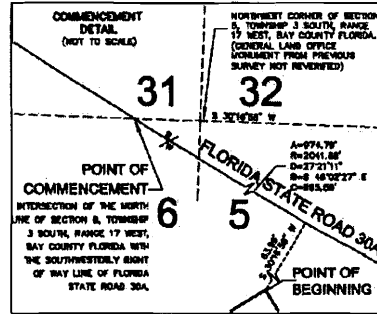 COMMENCEMENT
DETAIL
(NOT TO SCALE)
NORTHWEST CORNER OF SECTION
5, TOWNSHIP 3 SOUTH, RANGE
17 WEST, BAY COUNTY FLORIDA.
(GENERAL LAND OFFICE
MONUMENT FROM PREVIOUS
SURVEY NOT REVERIFIED)
31
32
W
FLORIDA STATE ROAD 30A
A=974.79'
R=2041.88'
D=27°21'11"
POINT OF
COMMENCEMENT
INTERSECTION OF THE NORTH
LINE OF SECTION 6, TOWNSHIP
3 SOUTH, RANGE 17 WEST,
BAY COUNTY FLORIDA WITH
THE SOUTHWESTERLY RIGHT
OF WAY LINE OF FLORIDA
STATE ROAD 30A.
6
5
POINT OF
BEGINNING